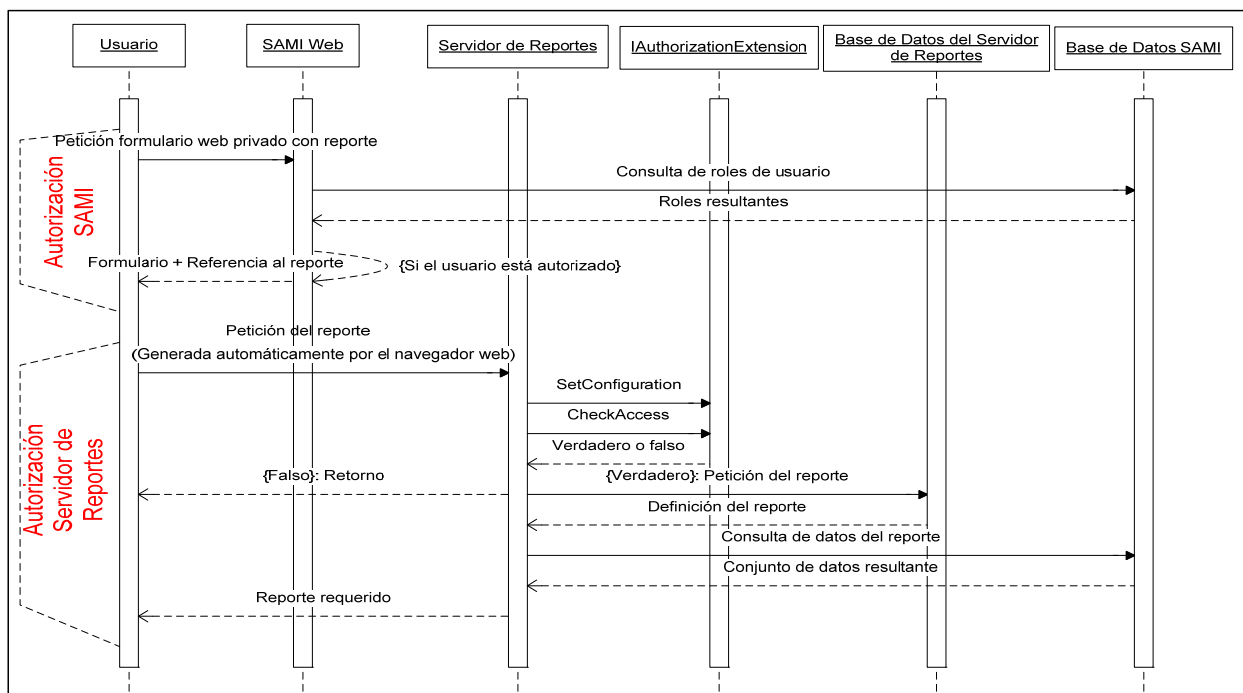 Usuario
SAMI Web
Servidor de Reportes
IAuthorizationExtension
Base de Datos del Servidor
de Reportes
Base de Datos SAMI
Autorización
SAMI
Petición formulario web privado con reporte
Consulta de roles de usuario
Roles resultantes
Formulario + Referencia al reporte
{Si el usuario está autorizado}
Autorización
Servidor de
Reportes
Petición del reporte
(Generada automáticamente por el navegador web)
SetConfiguration
CheckAccess
Verdadero o falso
{Falso}: Retorno
{Verdadero}: Petición del reporte
Definición del reporte
Consulta de datos del reporte
Conjunto de datos resultante
Reporte requerido